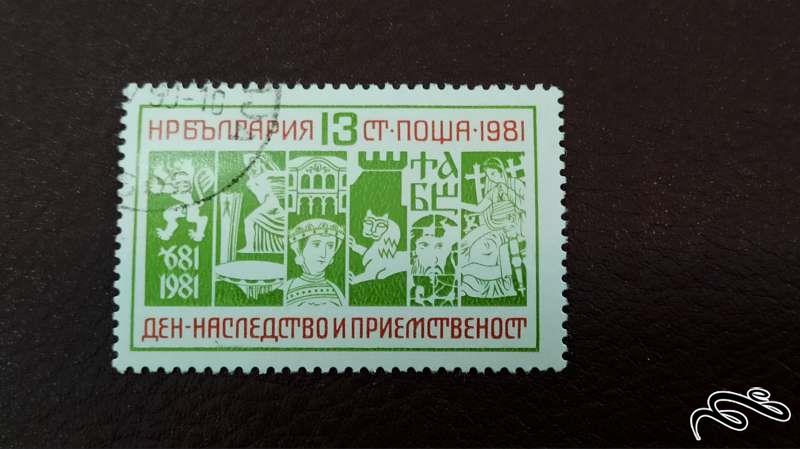 НРБЪЛГАРИЯ 13 СТ·ПОЩА·1981
681
1981
ДЕН-НАСЛЕДСТВО И ПРИЕМСТВЕНОСТ